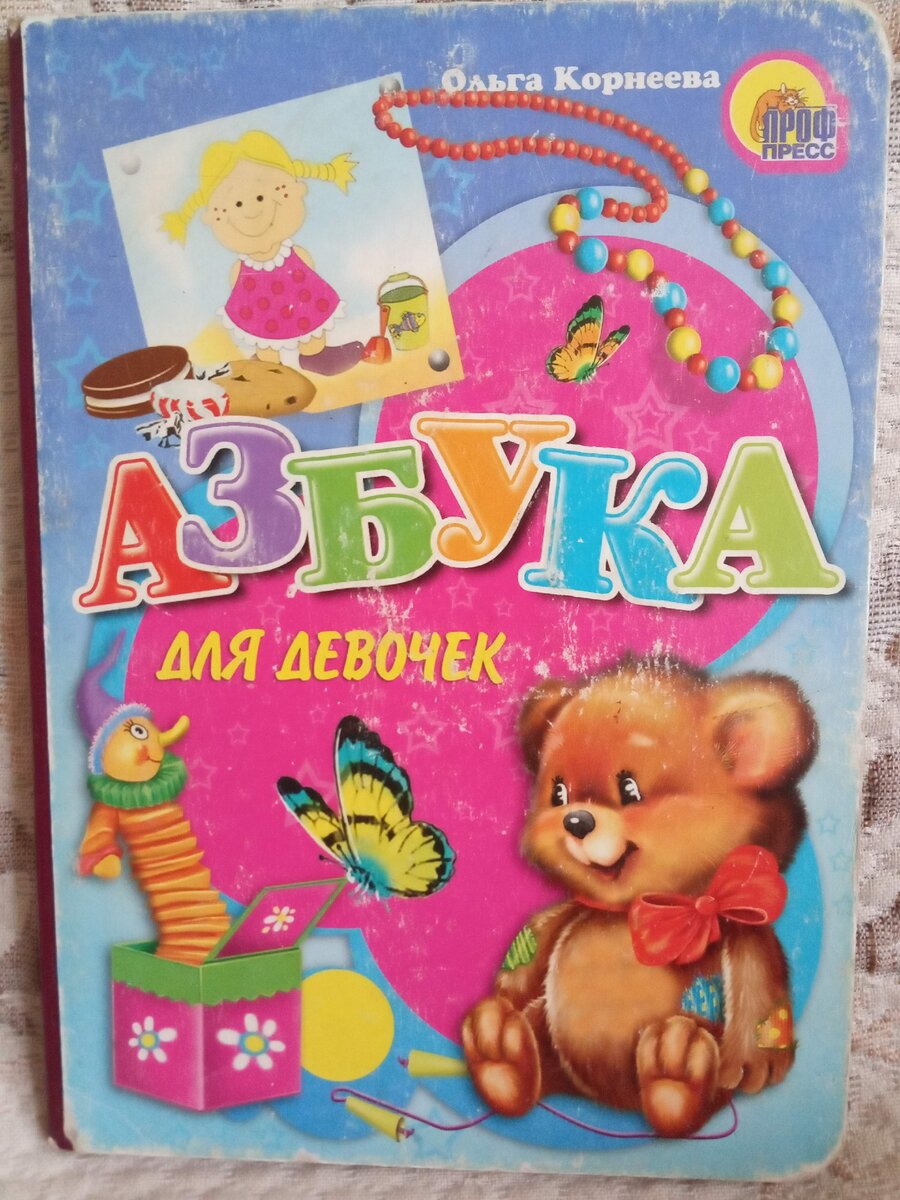 Ольга Корнеева
ПРОФ
ПРЕСС
АЗБУКА
ДЛЯ ДЕВОЧЕК